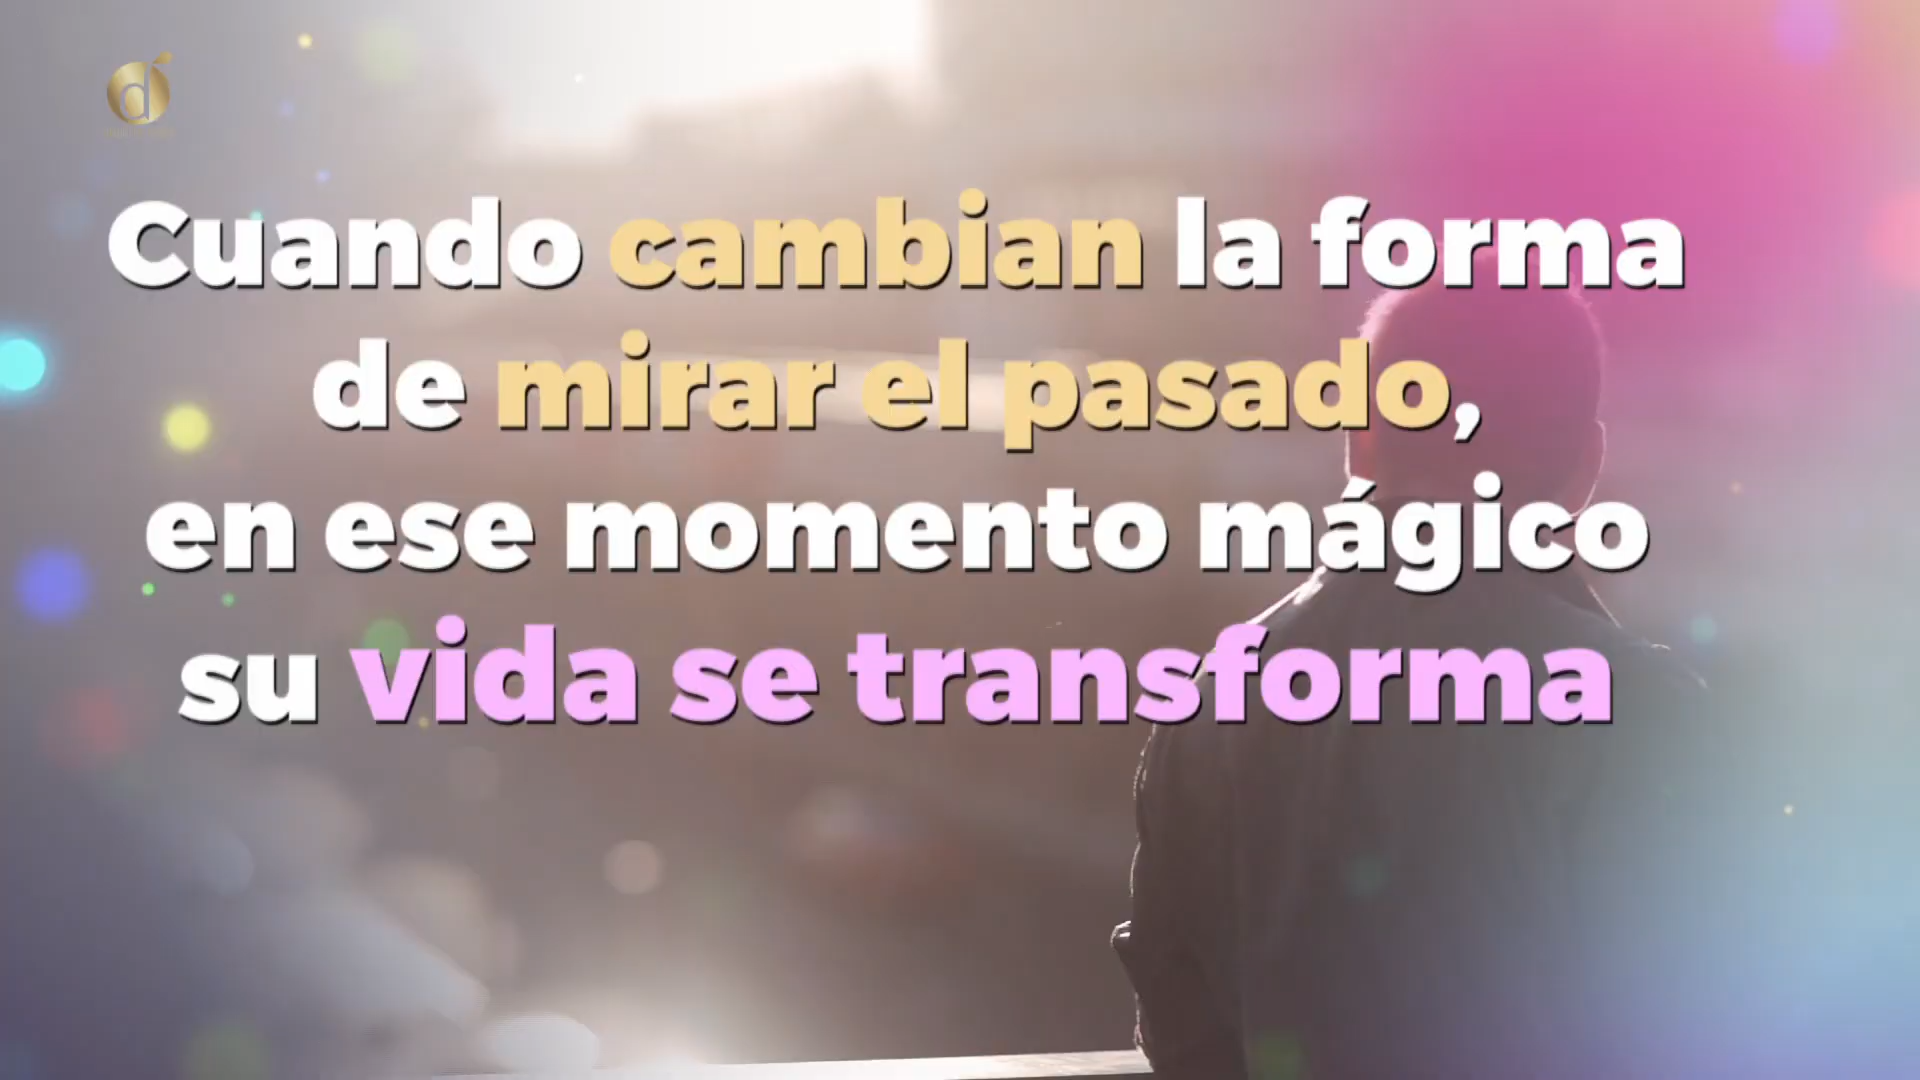 d
Cuando cambian la forma
de mirar el pasado,
en ese momento mágico
su vida se transforma